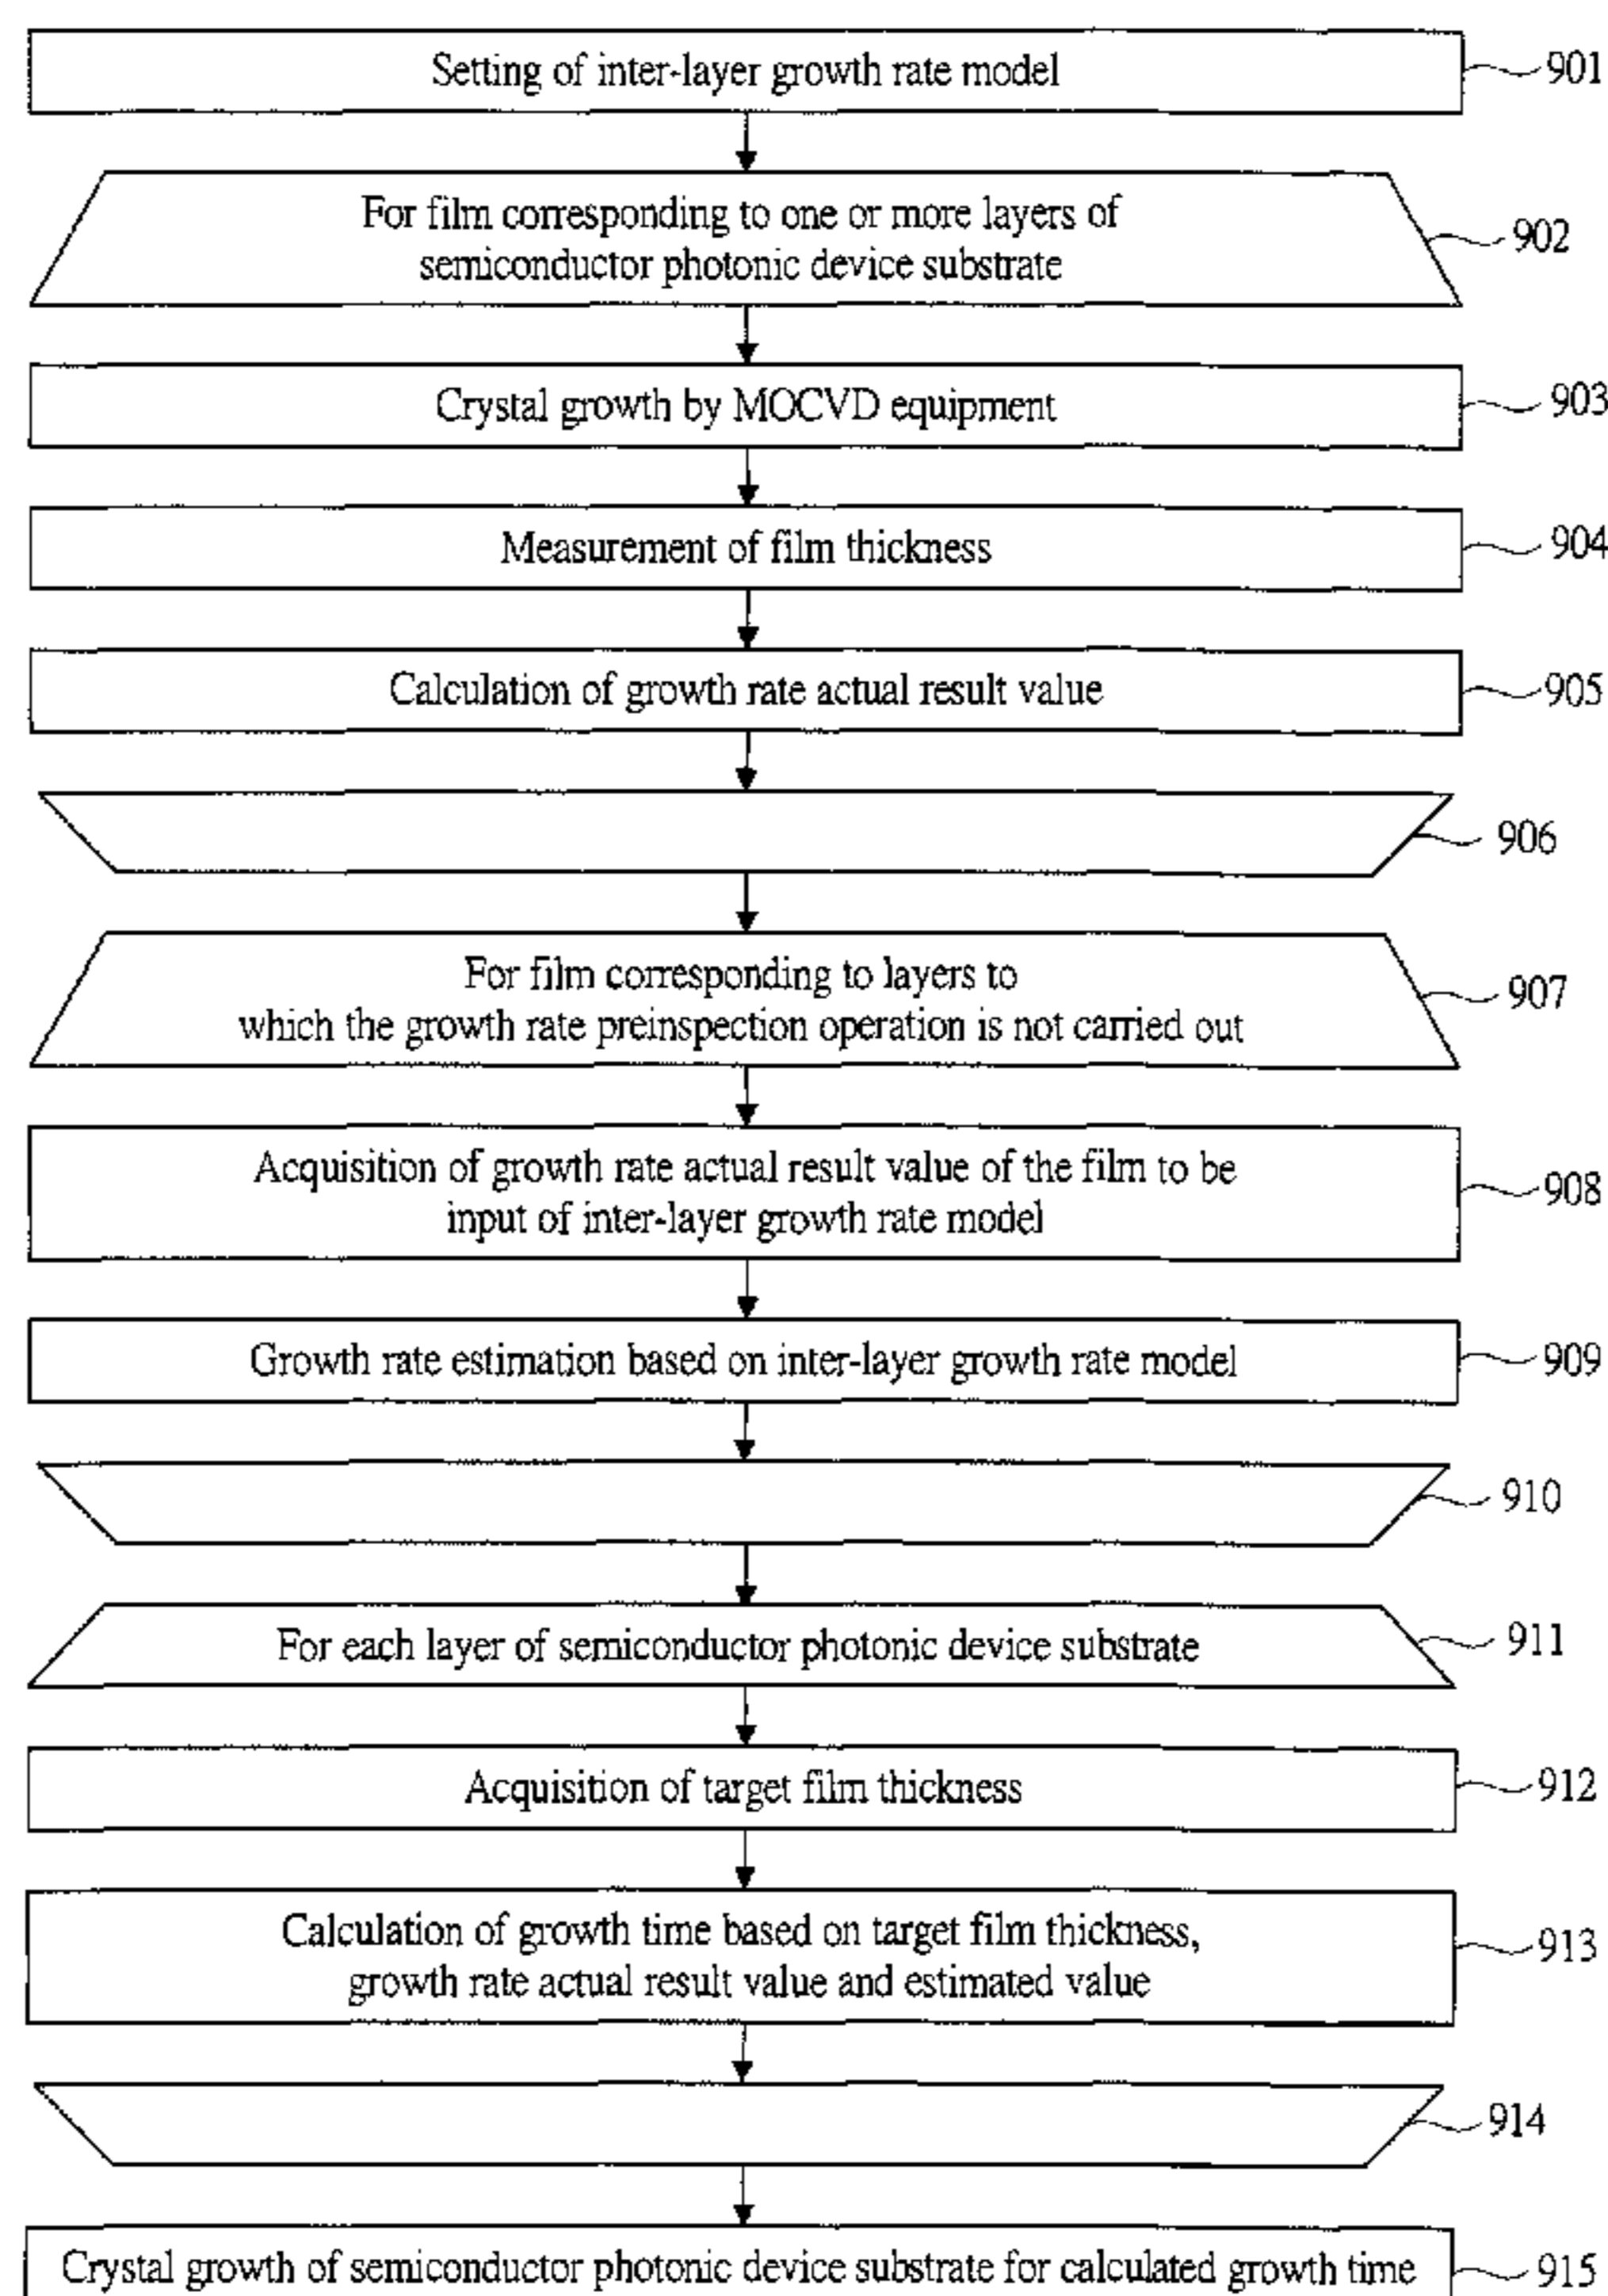 Setting of inter-layer growth rate model
901
For film corresponding to one or more layers of
semiconductor photonic device substrate
902
Crystal growth by MOCVD equipment
903
Measurement of film thickness
904
Calculation of growth rate actual result value
905
906
For film corresponding to layers to
which the growth rate preinspection operation is not carried out
907
Acquisition of growth rate actual result value of the film to be
input of inter-layer growth rate model
908
Growth rate estimation based on inter-layer growth rate model
909
910
For each layer of semiconductor photonic device substrate
911
Acquisition of target film thickness
912
Calculation of growth time based on target film thickness,
growth rate actual result value and estimated value
913
914
Crystal growth of semiconductor photonic device substrate for calculated growth time
915